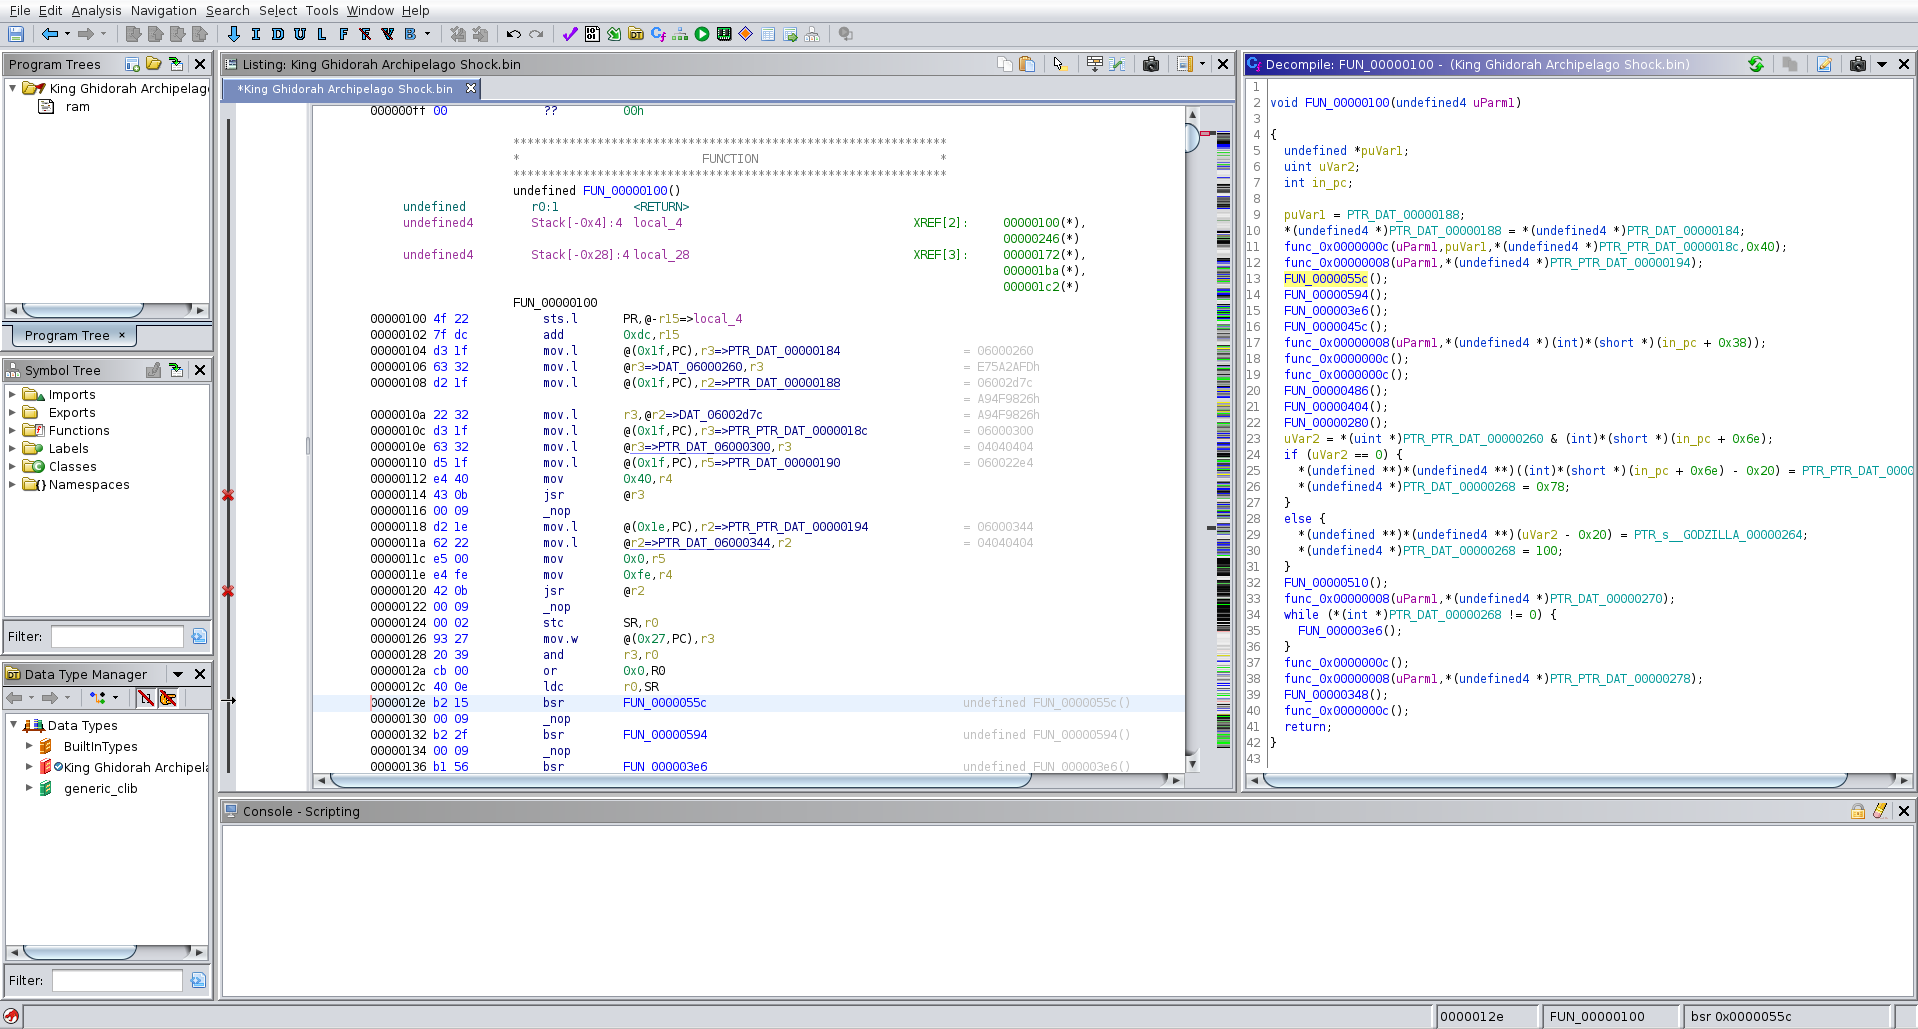 File Edit Analysis Navigation Search Select Tools Window Help
I D U L F R V B
Program Trees
King Ghidorah Archipelag
ram
Program Tree ×
Symbol Tree
Imports
Exports
Functions
Labels
Classes
Namespaces
Filter:
Data Type Manager
Data Types
BuiltInTypes
King Ghidorah Archipel
generic_clib
Filter:
Listing: King Ghidorah Archipelago Shock.bin
*King Ghidorah Archipelago Shock.bin
000000ff 00 ?? 00h
**************************************************************
* FUNCTION *
**************************************************************
undefined FUN_00000100()
undefined r0:1 <RETURN>
undefined4 Stack[-0x4]:4 local_4 XREF[2]: 00000100(*),
00000246(*)
undefined4 Stack[-0x28]:4 local_28 XREF[3]: 00000172(*),
000001ba(*),
000001c2(*)
FUN_00000100
00000100 4f 22 sts.l PR,@-r15=>local_4
00000102 7f dc add 0xdc,r15
00000104 d3 1f mov.l @(0x1f,PC),r3=>PTR_DAT_00000184 = 06000260
00000106 63 32 mov.l @r3=>DAT_06000260,r3 = E75A2AFDh
00000108 d2 1f mov.l @(0x1f,PC),r2=>PTR_DAT_00000188 = 06002d7c
= A94F9826h
0000010a 22 32 mov.l r3,@r2=>DAT_06002d7c = A94F9826h
0000010c d3 1f mov.l @(0x1f,PC),r3=>PTR_PTR_DAT_0000018c = 06000300
0000010e 63 32 mov.l @r3=>PTR_DAT_06000300,r3 = 04040404
00000110 d5 1f mov.l @(0x1f,PC),r5=>PTR_DAT_00000190 = 060022e4
00000112 e4 40 mov 0x40,r4
00000114 43 0b jsr @r3
00000116 00 09 _nop
00000118 d2 1e mov.l @(0x1e,PC),r2=>PTR_PTR_DAT_00000194 = 06000344
0000011a 62 22 mov.l @r2=>PTR_DAT_06000344,r2 = 04040404
0000011c e5 00 mov 0x0,r5
0000011e e4 fe mov 0xfe,r4
00000120 42 0b jsr @r2
00000122 00 09 _nop
00000124 00 02 stc SR,r0
00000126 93 27 mov.w @(0x27,PC),r3
00000128 20 39 and r3,r0
0000012a cb 00 or 0x0,R0
0000012c 40 0e ldc r0,SR
0000012e b2 15 bsr FUN_0000055c undefined FUN_0000055c()
00000130 00 09 _nop
00000132 b2 2f bsr FUN_00000594 undefined FUN_00000594()
00000134 00 09 _nop
00000136 b1 56 bsr FUN_000003e6 undefined FUN_000003e6()
Decompile: FUN_00000100 - (King Ghidorah Archipelago Shock.bin)
1
2 void FUN_00000100(undefined4 uParm1)
3
4 {
5 undefined *puVar1;
6 uint uVar2;
7 int in_pc;
8
9 puVar1 = PTR_DAT_00000188;
10 *(undefined4 *)PTR_DAT_00000188 = *(undefined4 *)PTR_DAT_00000184;
11 func_0x0000000c(uParm1,puVar1,*(undefined4 *)PTR_PTR_DAT_0000018c,0x40);
12 func_0x00000008(uParm1,*(undefined4 *)PTR_PTR_DAT_00000194);
13 FUN_0000055c();
14 FUN_00000594();
15 FUN_000003e6();
16 FUN_0000045c();
17 func_0x00000008(uParm1,*(undefined4 *)(int)*(short *)(in_pc + 0x38));
18 func_0x0000000c();
19 func_0x0000000c();
20 FUN_00000486();
21 FUN_00000404();
22 FUN_00000280();
23 uVar2 = *(uint *)PTR_PTR_DAT_00000260 & (int)*(short *)(in_pc + 0x6e);
24 if (uVar2 == 0) {
25 *(undefined **)*(undefined **)((int)*(short *)(in_pc + 0x6e) - 0x20) = PTR_PTR_DAT_0000
26 *(undefined4 *)PTR_DAT_00000268 = 0x78;
27 }
28 else {
29 *(undefined **)*(undefined **)(uVar2 - 0x20) = PTR_s__GODZILLA_00000264;
30 *(undefined4 *)PTR_DAT_00000268 = 100;
31 }
32 FUN_00000510();
33 func_0x00000008(uParm1,*(undefined4 *)PTR_DAT_00000270);
34 while (*(int *)PTR_DAT_00000268 != 0) {
35 FUN_000003e6();
36 }
37 func_0x0000000c();
38 func_0x00000008(uParm1,*(undefined4 *)PTR_PTR_DAT_00000278);
39 FUN_00000348();
40 func_0x0000000c();
41 return;
42 }
43
Console - Scripting
0000012e FUN_00000100 bsr 0x0000055c